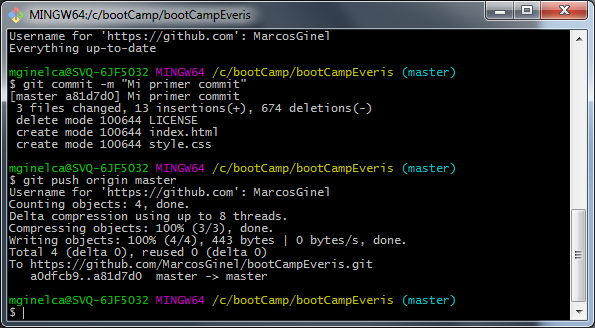 MINGW64:/c/bootCamp/bootCampEveris
Username for 'https://github.com': MarcosGinel
Everything up-to-date
mginelca@SVQ-6JF5032 MINGW64 /c/bootCamp/bootCampEveris (master)
$ git commit -m "Mi primer commit"
[master a81d7d0] Mi primer commit
3 files changed, 13 insertions(+), 674 deletions(-)
delete mode 100644 LICENSE
create mode 100644 index.html
create mode 100644 style.css
mginelca@SVQ-6JF5032 MINGW64 /c/bootCamp/bootCampEveris (master)
$ git push origin master
Username for 'https://github.com': MarcosGinel
Counting objects: 4, done.
Delta compression using up to 8 threads.
Compressing objects: 100% (3/3), done.
Writing objects: 100% (4/4), 443 bytes | 0 bytes/s, done.
Total 4 (delta 0), reused 0 (delta 0)
To https://github.com/MarcosGinel/bootCampEveris.git
a0dfcb9..a81d7d0 master -> master
mginelca@SVQ-6JF5032 MINGW64 /c/bootCamp/bootCampEveris (master)
$